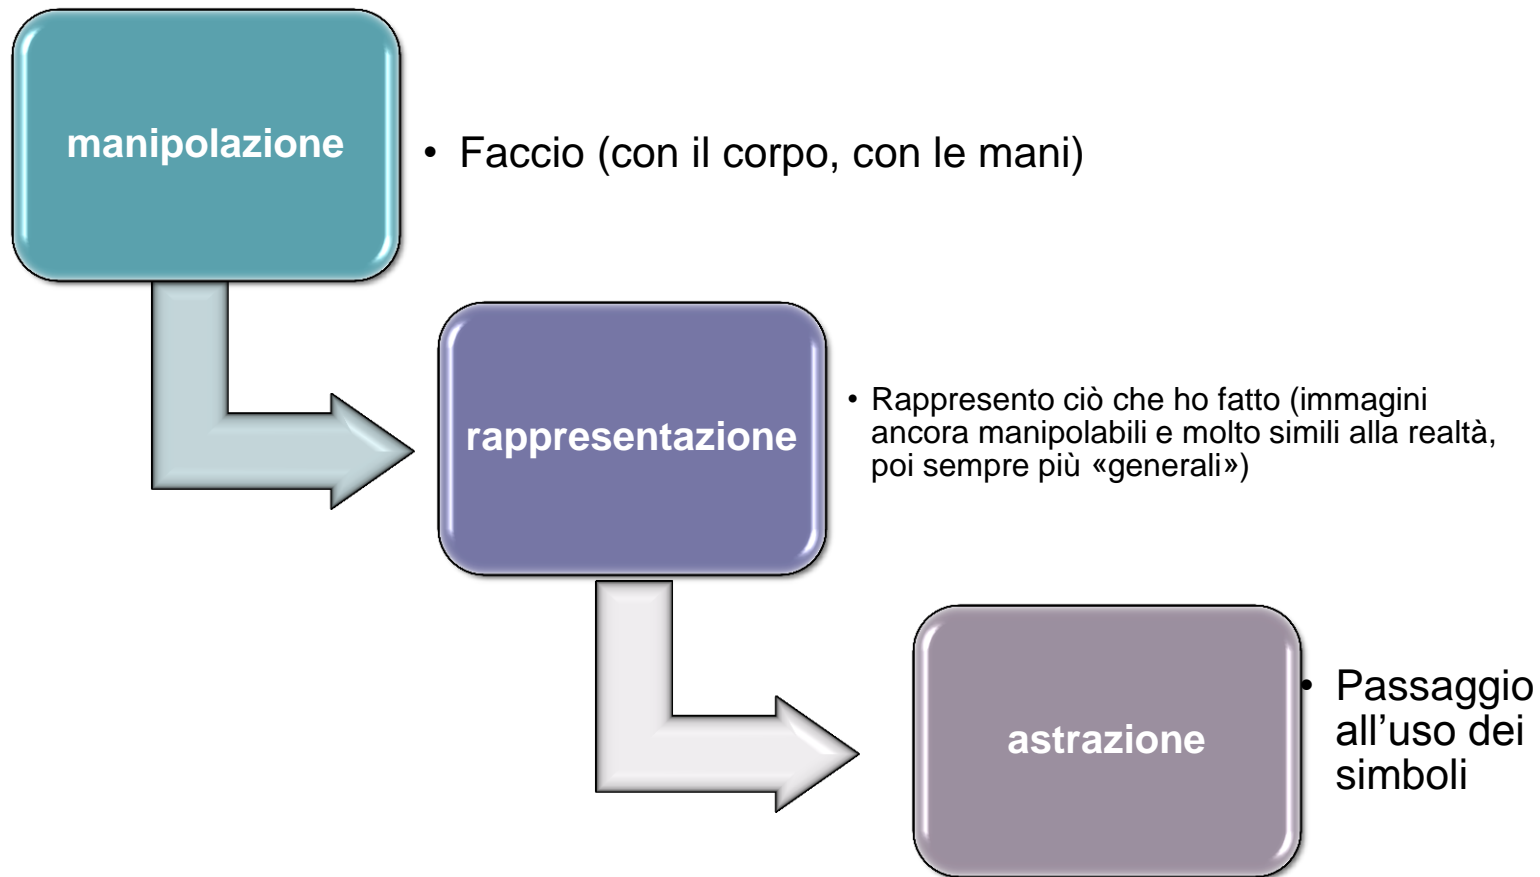 manipolazione
• Faccio (con il corpo, con le mani)
rappresentazione
• Rappresento ciò che ho fatto (immagini
ancora manipolabili e molto simili alla realtà,
poi sempre più «generali»)
astrazione
• Passaggio
all’uso dei
simboli